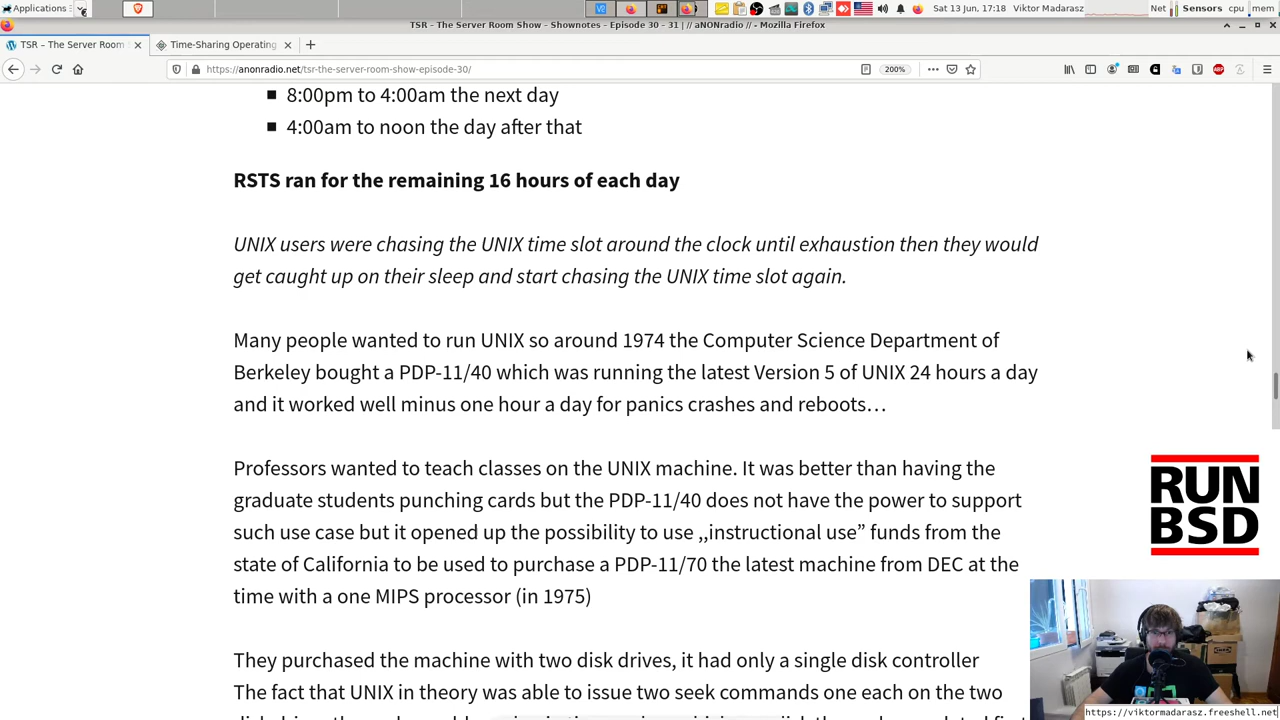 Applications
Sat 13 Jun, 17:18 Viktor Madarasz
Net Sensors cpu mem
TSR - The Server Room Show - Shownotes - Episode 30 - 31 | // aNONradio // - Mozilla Firefox
TSR – The Server Room
Time-Sharing Operating
https://anonradio.net/tsr-the-server-room-show-episode-30/
200%
8:00pm to 4:00am the next day
4:00am to noon the day after that
RSTS ran for the remaining 16 hours of each day
UNIX users were chasing the UNIX time slot around the clock until exhaustion then they would
get caught up on their sleep and start chasing the UNIX time slot again.
Many people wanted to run UNIX so around 1974 the Computer Science Department of
Berkeley bought a PDP-11/40 which was running the latest Version 5 of UNIX 24 hours a day
and it worked well minus one hour a day for panics crashes and reboots…
Professors wanted to teach classes on the UNIX machine. It was better than having the
graduate students punching cards but the PDP-11/40 does not have the power to support
such use case but it opened up the possibility to use ,,instructional use” funds from the
state of California to be used to purchase a PDP-11/70 the latest machine from DEC at the
time with a one MIPS processor (in 1975)
They purchased the machine with two disk drives, it had only a single disk controller
The fact that UNIX in theory was able to issue two seek commands one each on the two
RUN
BSD
https://viktormadarasz.freeshell.net